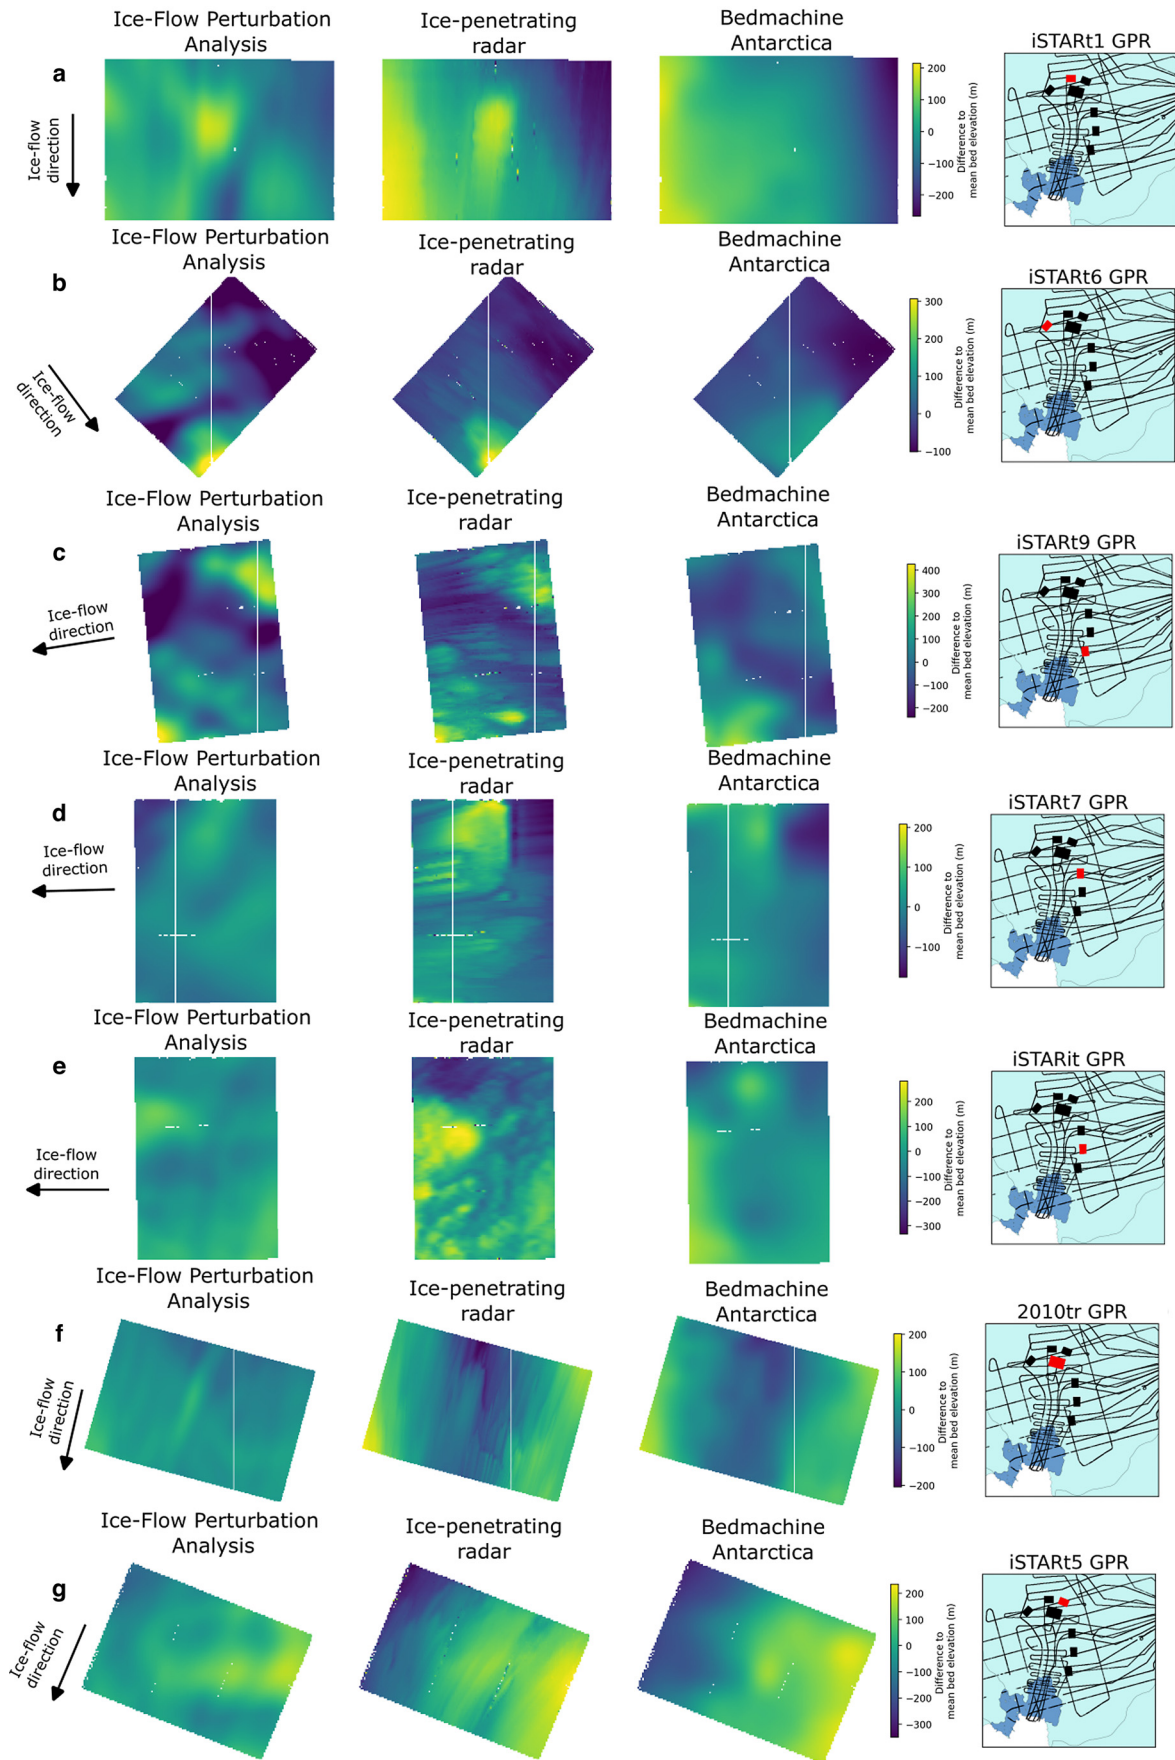 Ice-Flow Perturbation
Analysis
Ice-penetrating
radar
Bedmachine
Antarctica
iSTARt1 GPR
a
Ice-flow
direction
200
100
0
−100
−200
Difference to
mean bed elevation (m)
Ice-Flow Perturbation
Analysis
Ice-penetrating
radar
Bedmachine
Antarctica
iSTARt6 GPR
b
Ice-flow
direction
300
200
100
0
−100
Difference to
mean bed elevation (m)
Ice-Flow Perturbation
Analysis
Ice-penetrating
radar
Bedmachine
Antarctica
iSTARt9 GPR
c
Ice-flow
direction
400
300
200
100
0
−100
−200
Difference to
mean bed elevation (m)
Ice-Flow Perturbation
Analysis
Ice-penetrating
radar
Bedmachine
Antarctica
iSTARt7 GPR
d
Ice-flow
direction
200
100
0
−100
Difference to
mean bed elevation (m)
Ice-Flow Perturbation
Analysis
Ice-penetrating
radar
Bedmachine
Antarctica
iSTARit GPR
e
Ice-flow
direction
200
100
0
−100
−200
−300
Difference to
mean bed elevation (m)
Ice-Flow Perturbation
Analysis
Ice-penetrating
radar
Bedmachine
Antarctica
2010tr GPR
f
Ice-flow
direction
200
100
0
−100
−200
Difference to
mean bed elevation (m)
Ice-Flow Perturbation
Analysis
Ice-penetrating
radar
Bedmachine
Antarctica
iSTARt5 GPR
g
Ice-flow
direction
200
100
0
−100
−200
−300
Difference to
mean bed elevation (m)